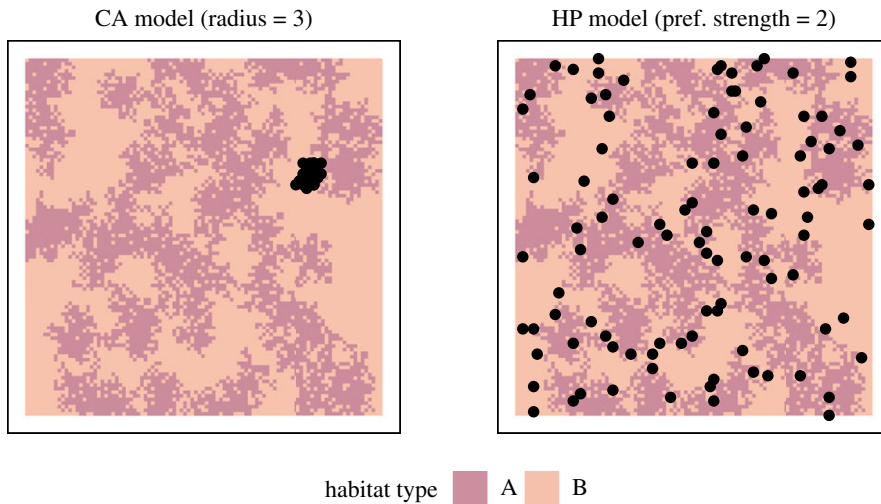 CA model (radius = 3)
HP model (pref. strength = 2)
habitat type A B